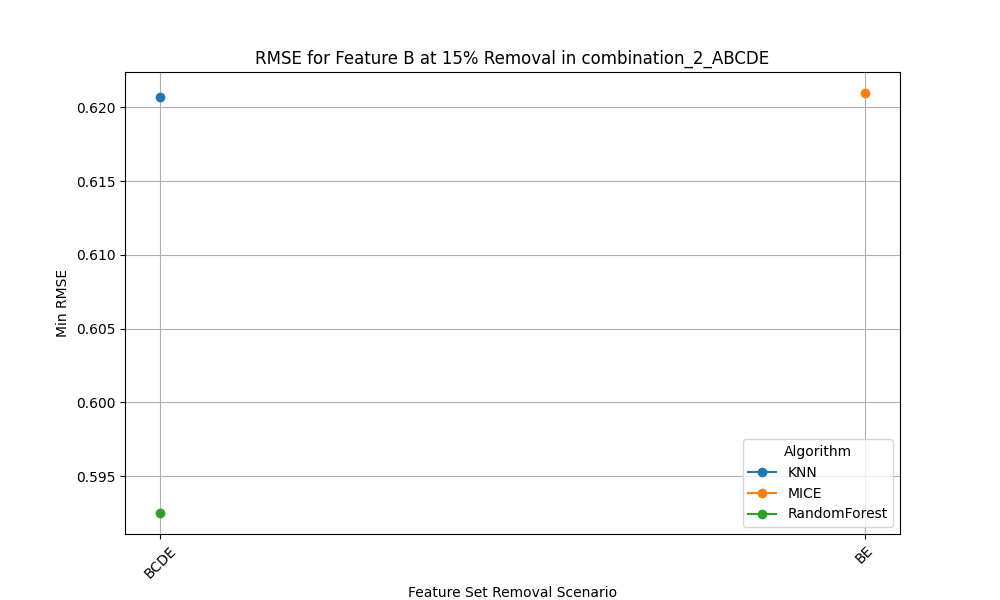 RMSE for Feature B at 15% Removal in combination_2_ABCDE
Min RMSE
0.620
0.615
0.610
0.605
0.600
0.595
Algorithm
KNN
MICE
RandomForest
BCDE
BE
Feature Set Removal Scenario